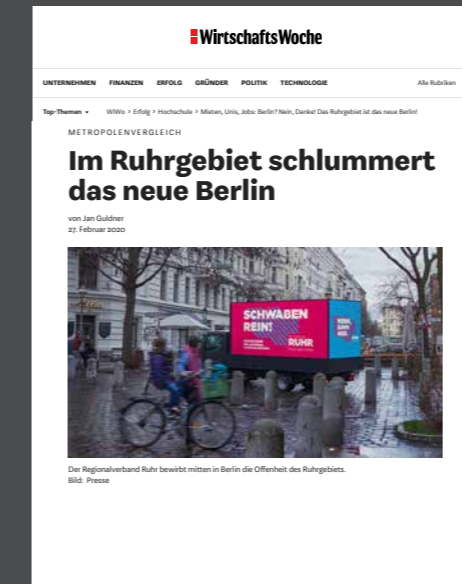 WirtschaftsWoche
UNTERNEHMEN FINANZEN ERFOLG GRÜNDER POLITIK TECHNOLOGIE Alle Rubriken
Top-Themen WiWo > Erfolg > Hochschule > Mieten, Unis, Jobs: Berlin? Nein, Danke! Das Ruhrgebiet ist das neue Berlin!
METROPOLENVERGLEICH
Im Ruhrgebiet schlummert
das neue Berlin
von Jan Guldner
27. Februar 2020
SCHWABEN
REIN!
RUHR
Der Regionalverband Ruhr bewirbt mitten in Berlin die Offenheit des Ruhrgebiets.
Bild: Presse